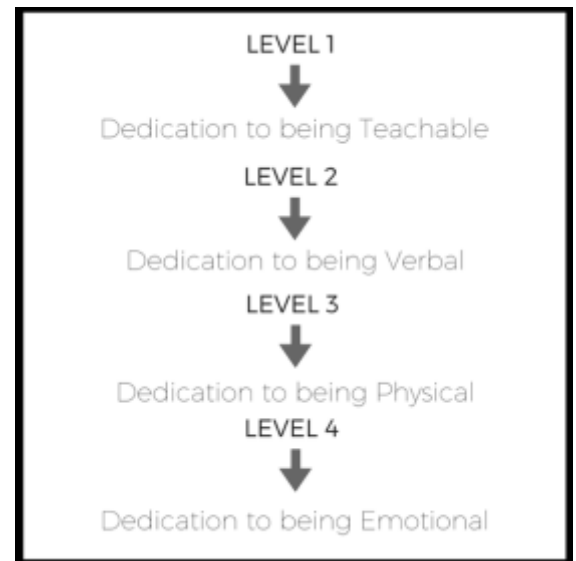 LEVEL 1
Dedication to being Teachable
LEVEL 2
Dedication to being Verbal
LEVEL 3
Dedication to being Physical
LEVEL 4
Dedication to being Emotional